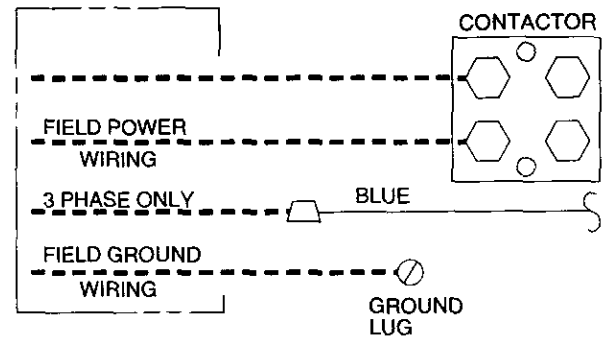 CONTACTOR
FIELD POWER
WIRING
3 PHASE ONLY
BLUE
FIELD GROUND
WIRING
GROUND
LUG